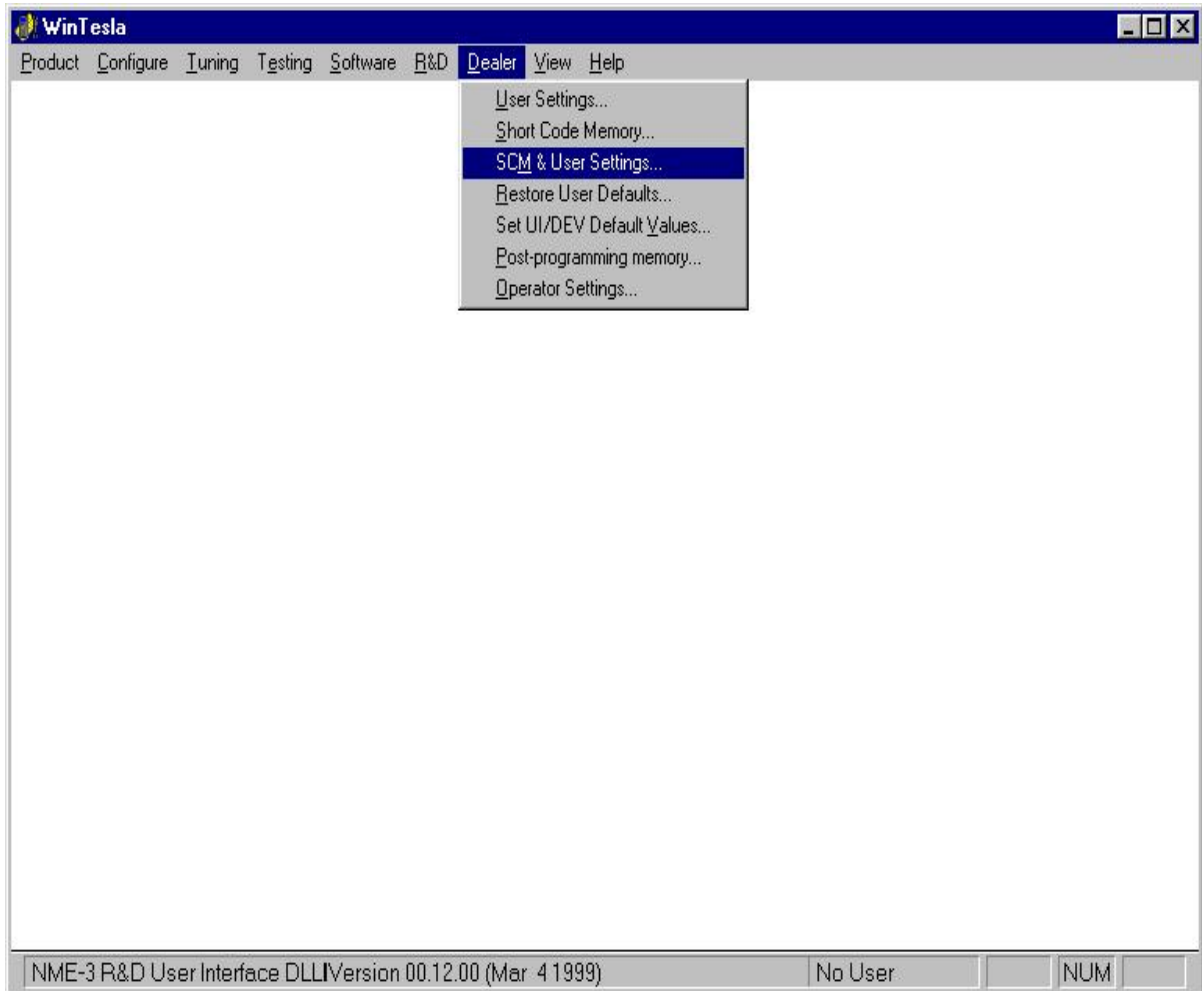 WinTesla
Product Configure Tuning Testing Software R&D Dealer View Help
User Settings...
Short Code Memory...
SCM & User Settings...
Restore User Defaults...
Set UI/DEV Default Values...
Post-programming memory...
Operator Settings...
NME-3 R&D User Interface DLLIVersion 00.12.00 (Mar 4 1999) No User NUM